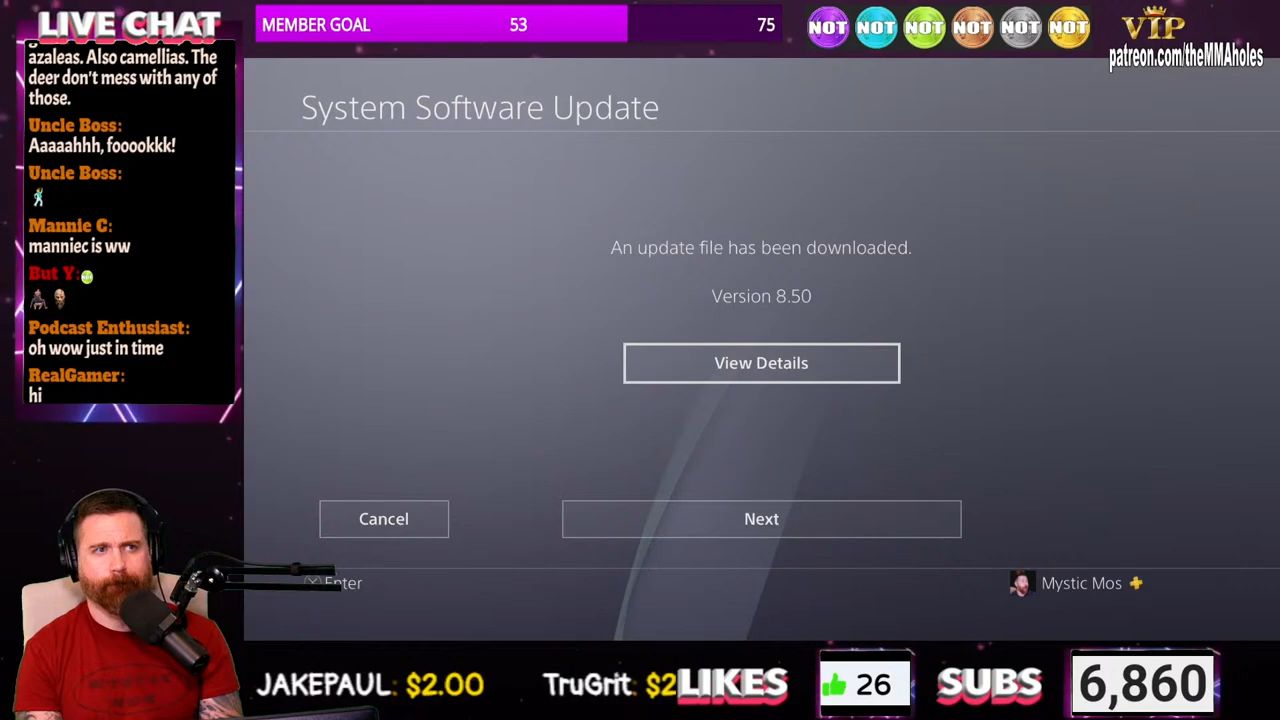 LIVE CHAT
azaleas. Also camellias. The
deer don't mess with any of
those.
Uncle Boss:
Aaaaahhh, fooookkk!
Uncle Boss:
Mannie C:
manniec is ww
But Y:
Podcast Enthusiast:
oh wow just in time
RealGamer:
hi
MEMBER GOAL 53 75
NOT NOT NOT NOT NOT NOT
VIP
patreon.com/theMMAholes
System Software Update
An update file has been downloaded.
Version 8.50
View Details
Cancel
Next
Enter
Mystic Mos
JAKEPAUL: $2.00 TruGrit: $2
LIKES
26
SUBS
6,860